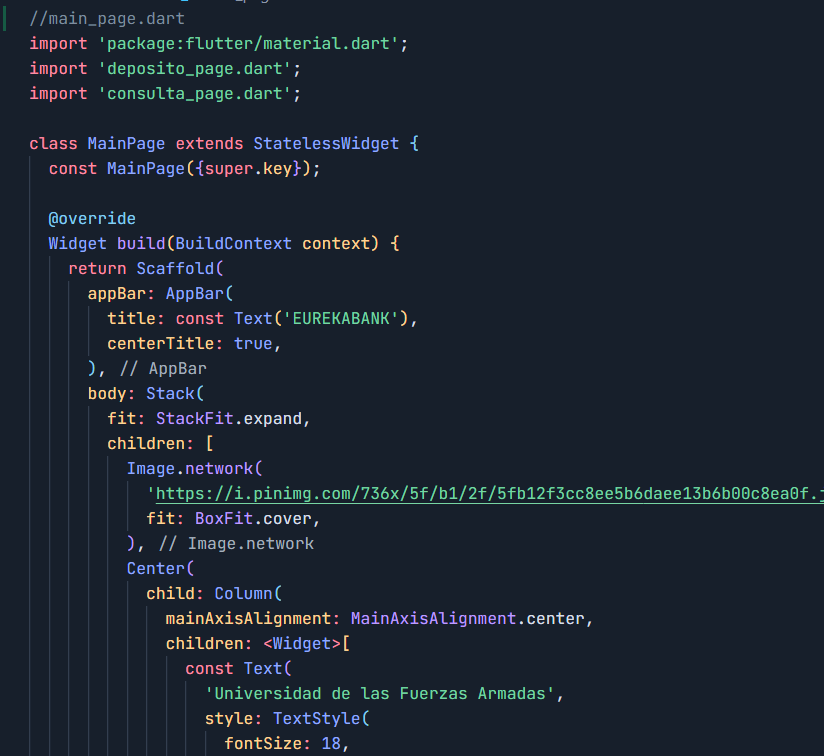 //main_page.dart
import 'package:flutter/material.dart';
import 'deposito_page.dart';
import 'consulta_page.dart';
class MainPage extends StatelessWidget {
const MainPage({super.key});
@override
Widget build(BuildContext context) {
return Scaffold(
appBar: AppBar(
title: const Text('EUREKABANK'),
centerTitle: true,
), // AppBar
body: Stack(
fit: StackFit.expand,
children: [
Image.network(
'https://i.pinimg.com/736x/5f/b1/2f/5fb12f3cc8ee5b6daee13b6b00c8ea0f.
fit: BoxFit.cover,
), // Image.network
Center(
child: Column(
mainAxisAlignment: MainAxisAlignment.center,
children: <Widget>[
const Text(
'Universidad de las Fuerzas Armadas',
style: TextStyle(
fontSize: 18,